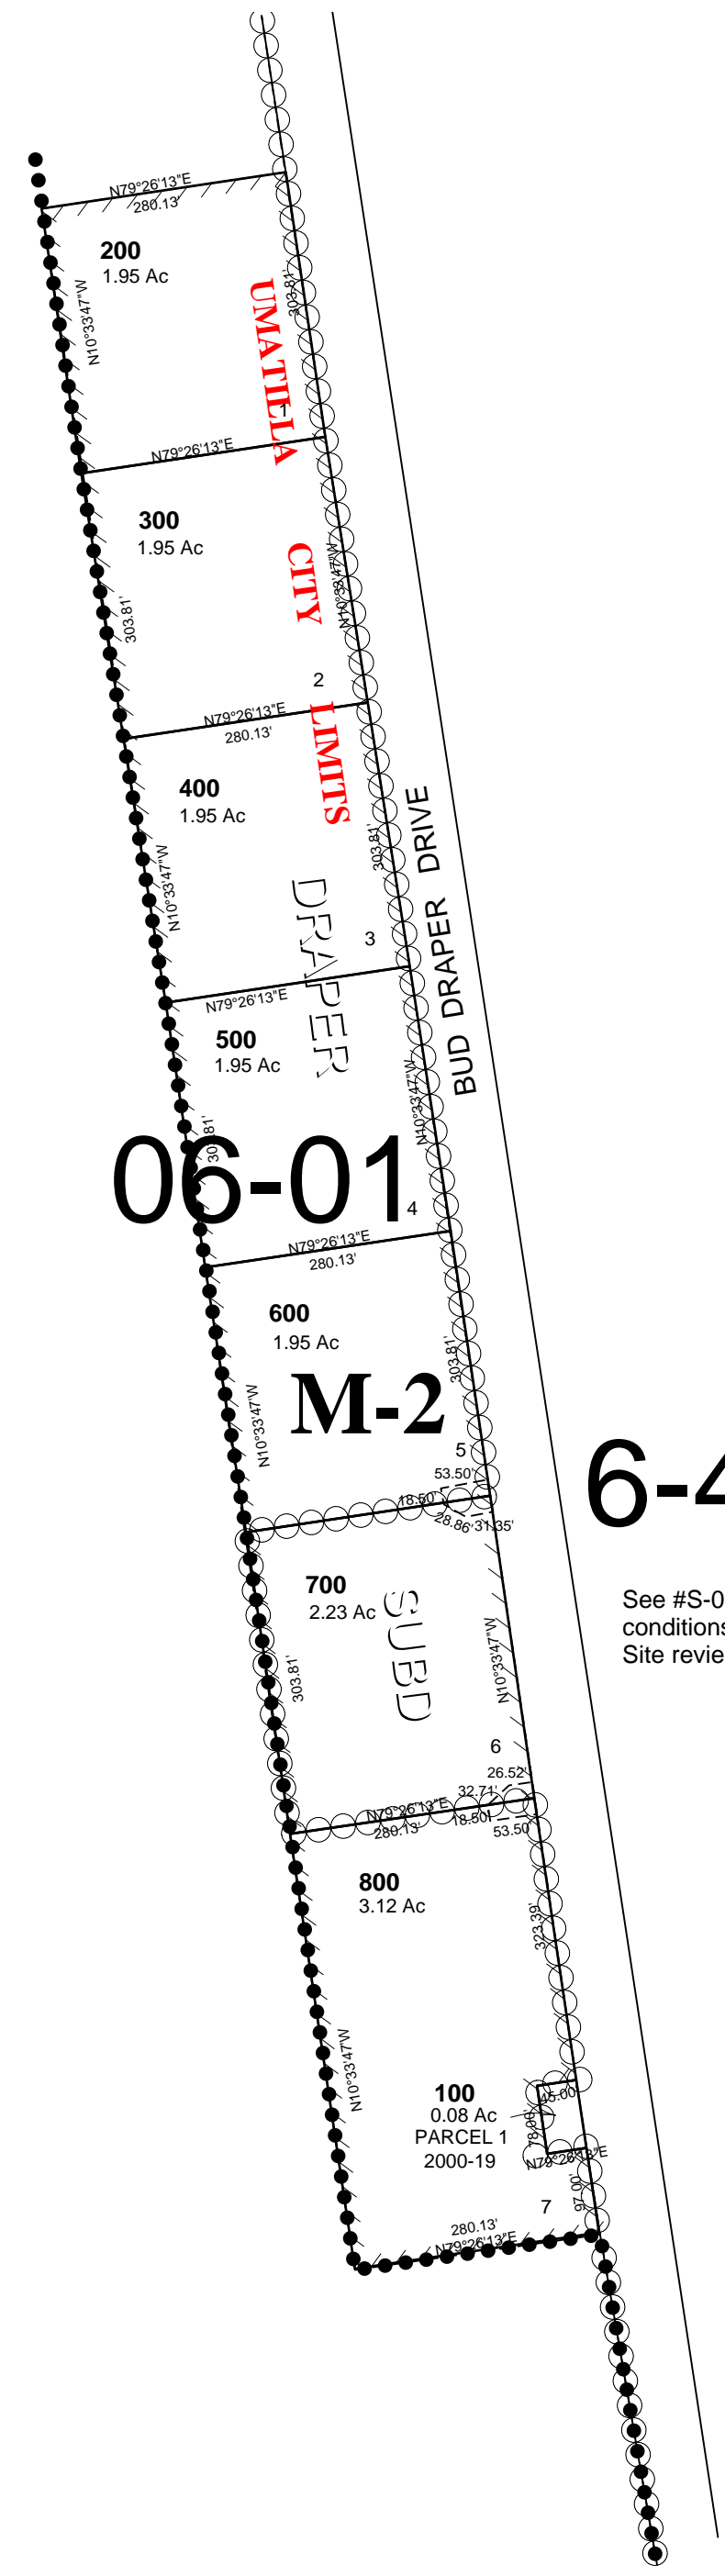 N79°26'13"E
280.13'
200
1.95 Ac
N10°33'47"W
303.81'
UMATILLA
1
N79°26'13"E
300
1.95 Ac
CITY
N10°33'47"W
303.81'
2
N79°26'13"E
280.13'
LIMITS
400
1.95 Ac
303.81'
N10°33'47"W
BUD DRAPER DRIVE
DRAPER
3
N79°26'13"E
500
1.95 Ac
N10°33'47"W
303.81'
06-01
4
N79°26'13"E
280.13'
600
1.95 Ac
303.81'
M-2
N10°33'47"W
5
53.50'
18.50'
28.86'
31.35'
6-4
700
2.23 Ac
SUBD
See #S-0
conditions
Site revie
N10°33'47"W
303.81'
6
26.52'
32.71'
N79°26'13"E
280.13'
18.50'
53.50'
800
3.12 Ac
323.39'
N10°33'47"W
100
0.08 Ac
PARCEL 1
2000-19
45.00'
78.00'
N79°26'13"E
97.00'
7
280.13'
N79°26'13"E